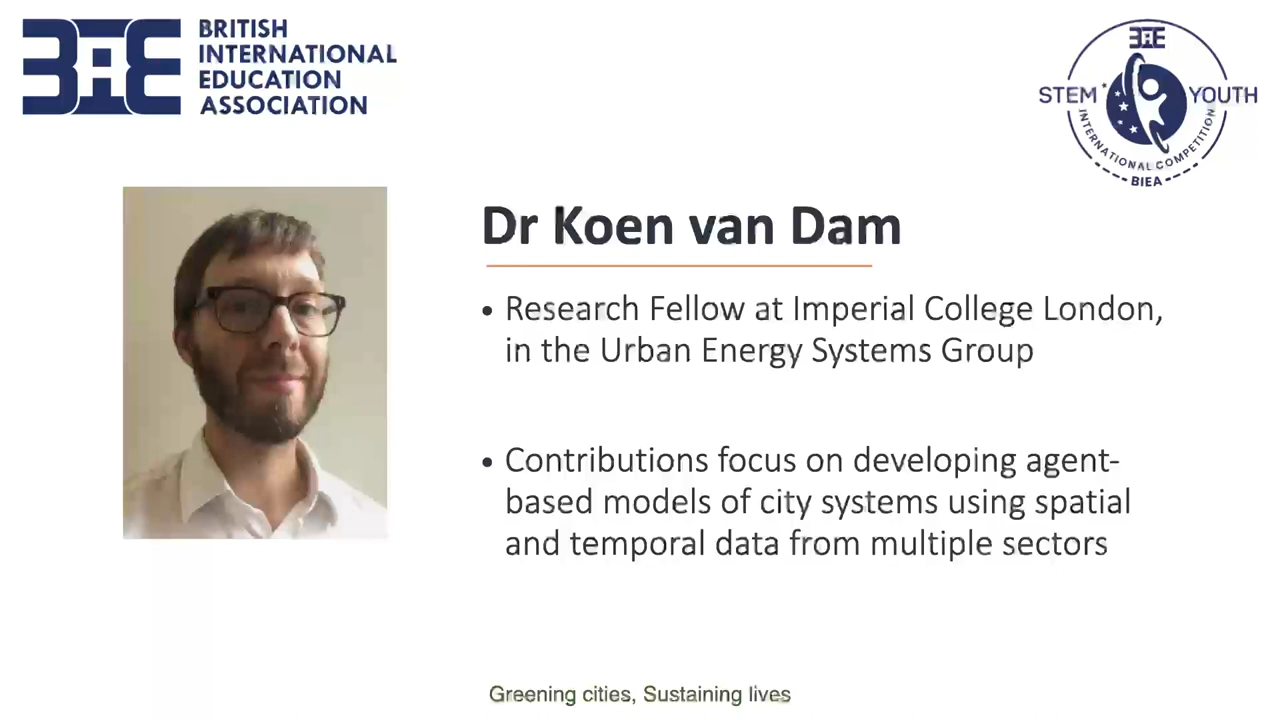 BRITISH
INTERNATIONAL
EDUCATION
ASSOCIATION
STEM YOUTH
INTERNATIONAL COMPETITION
BIEA
Dr Koen van Dam
• Research Fellow at Imperial College London,
in the Urban Energy Systems Group
• Contributions focus on developing agent-
based models of city systems using spatial
and temporal data from multiple sectors
Greening cities, Sustaining lives